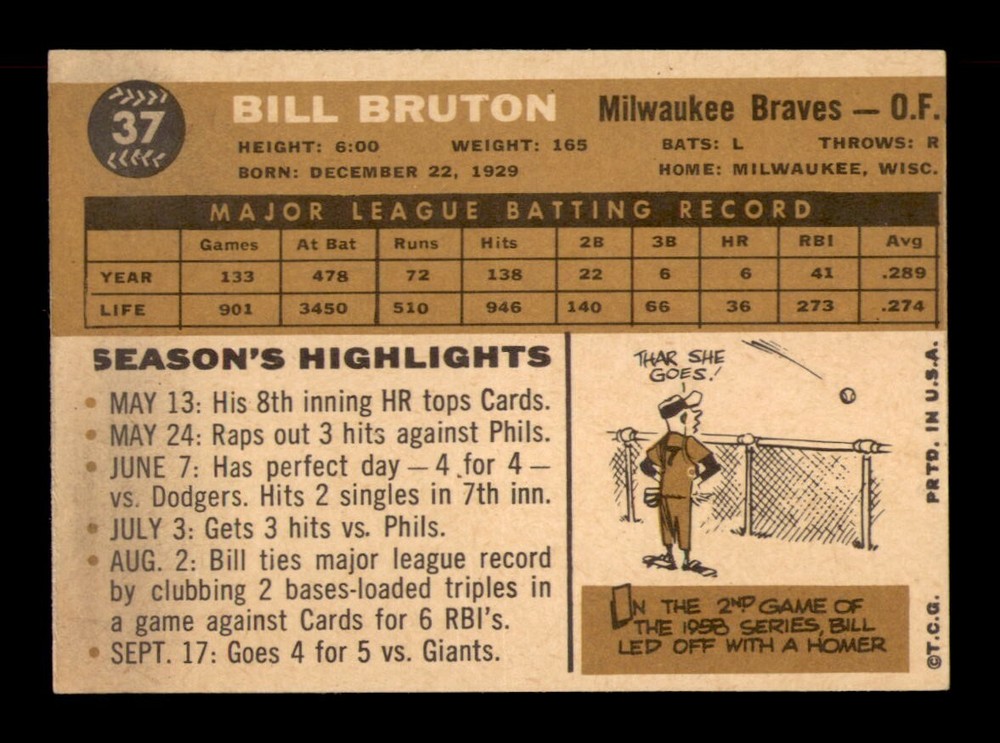 37
BILL BRUTON Milwaukee Braves — O.F.
HEIGHT: 6:00 WEIGHT: 165 BATS: L THROWS: R
BORN: DECEMBER 22, 1929 HOME: MILWAUKEE, WISC.
MAJOR LEAGUE BATTING RECORD
Games At Bat Runs Hits 2B 3B HR RBI Avg
YEAR 133 478 72 138 22 6 6 41 .289
LIFE 901 3450 510 946 140 66 36 273 .274
SEASON'S HIGHLIGHTS
• MAY 13: His 8th inning HR tops Cards.
• MAY 24: Raps out 3 hits against Phils.
• JUNE 7: Has perfect day — 4 for 4 —
vs. Dodgers. Hits 2 singles in 7th inn.
• JULY 3: Gets 3 hits vs. Phils.
• AUG. 2: Bill ties major league record
by clubbing 2 bases-loaded triples in
a game against Cards for 6 RBI's.
• SEPT. 17: Goes 4 for 5 vs. Giants.
THAR SHE
GOES!
7
IN THE 2ND GAME OF
THE 1958 SERIES, BILL
LED OFF WITH A HOMER
©T.C.G. PRTD. IN U.S.A.